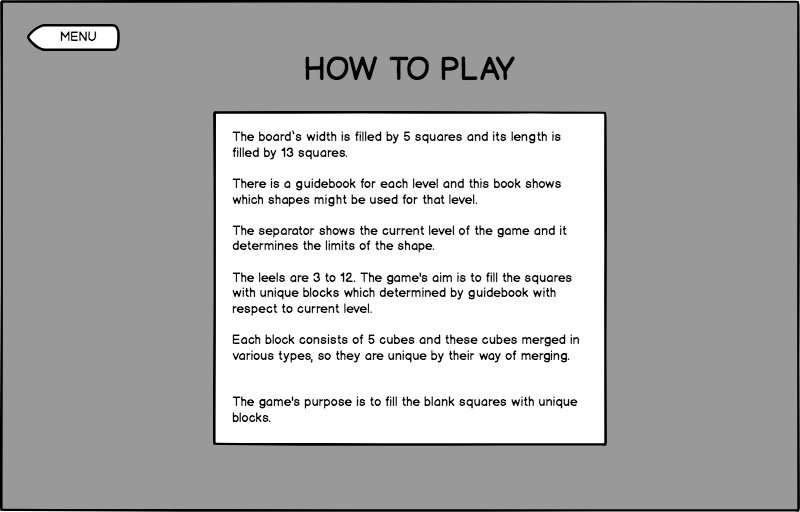 MENU
HOW TO PLAY
The board's width is filled by 5 squares and its length is
filled by 13 squares.
There is a guidebook for each level and this book shows
which shapes might be used for that level.
The separator shows the current level of the game and it
determines the limits of the shape.
The leels are 3 to 12. The game's aim is to fill the squares
with unique blocks which determined by guidebook with
respect to current level.
Each block consists of 5 cubes and these cubes merged in
various types, so they are unique by their way of merging.
The game's purpose is to fill the blank squares with unique
blocks.